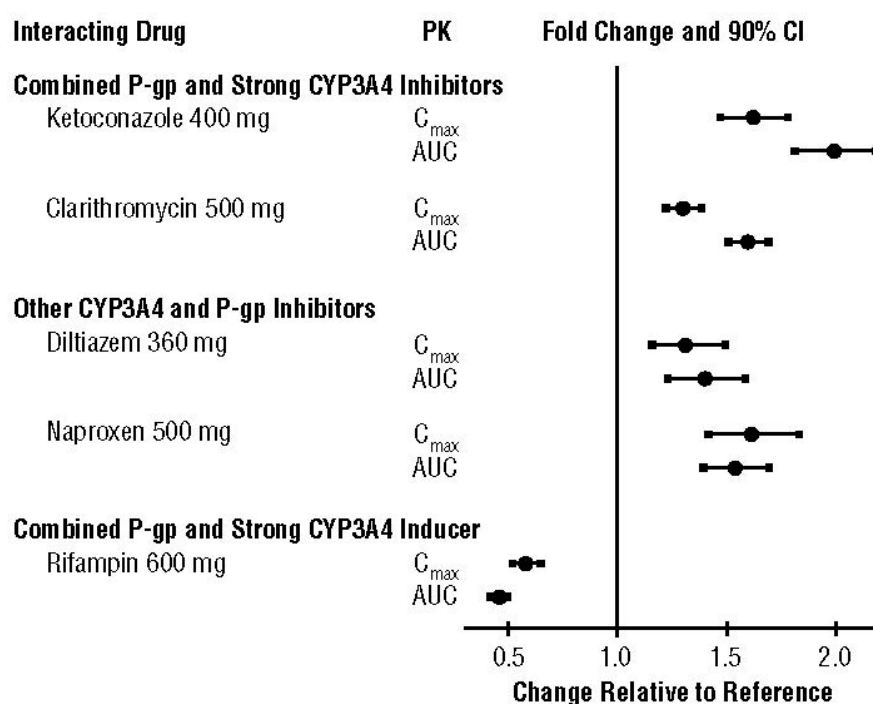 Interacting Drug PK Fold Change and 90% CI
Combined P-gp and Strong CYP3A4 Inhibitors
Ketoconazole 400 mg Cmax
AUC
Clarithromycin 500 mg Cmax
AUC
Other CYP3A4 and P-gp Inhibitors
Diltiazem 360 mg Cmax
AUC
Naproxen 500 mg Cmax
AUC
Combined P-gp and Strong CYP3A4 Inducer
Rifampin 600 mg Cmax
AUC
0.5 1.0 1.5 2.0
Change Relative to Reference